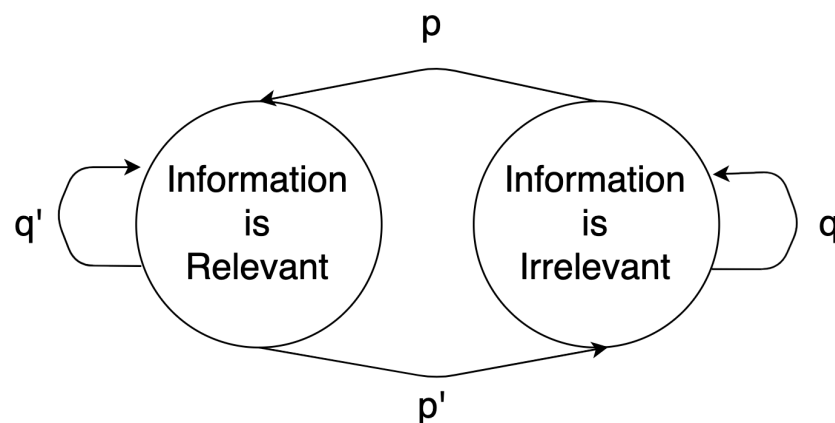 p
Information
is
Relevant
Information
is
Irrelevant
q'
q
p'